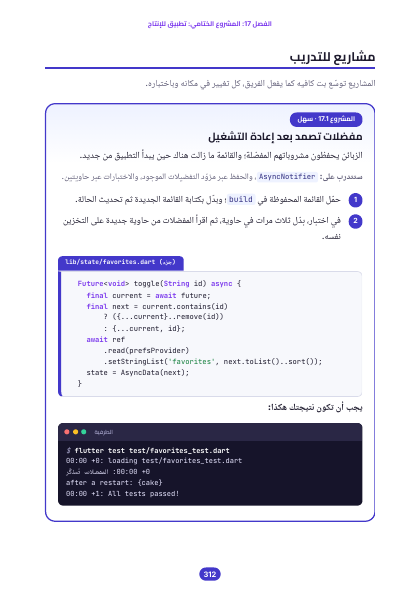 الفصل 17: المشروع الختامي: تطبيق للإنتاج
مشاريع للتدريب
المشاريع توسّع بت كافيه كما يفعل الفريق، كل تغيير في مكانه وباختباره.
المشروع 17.1 · سهل
مفضلات تصمد بعد إعادة التشغيل
الزبائن يحفظون مشروباتهم المفضلة؛ والقائمة ما زالت هناك حين يبدأ التطبيق من جديد.
ستتدرب على: AsyncNotifier، والحفظ عبر مزوّد التفضيلات الموجود، والاختبارات عبر حاويتين.
1 حمّل القائمة المحفوظة في build؛ وبدّل بكتابة القائمة الجديدة ثم تحديث الحالة.
2 في اختبار، بدّل ثلاث مرات في حاوية، ثم اقرأ المفضلات من حاوية جديدة على التخزين
نفسه.
lib/state/favorites.dart (جزء)
Future<void> toggle(String id) async {
  final current = await future;
  final next = current.contains(id)
      ? ({...current}..remove(id))
      : {...current, id};
  await ref
      .read(prefsProvider)
      .setStringList('favorites', next.toList()..sort());
  state = AsyncData(next);
}
يجب أن تكون نتيجتك هكذا:
الطرفية
$ flutter test test/favorites_test.dart
00:00 +0: loading test/favorites_test.dart
00:00 +0: المفضلات تُتذكَّر
after a restart: {cake}
00:00 +1: All tests passed!
312